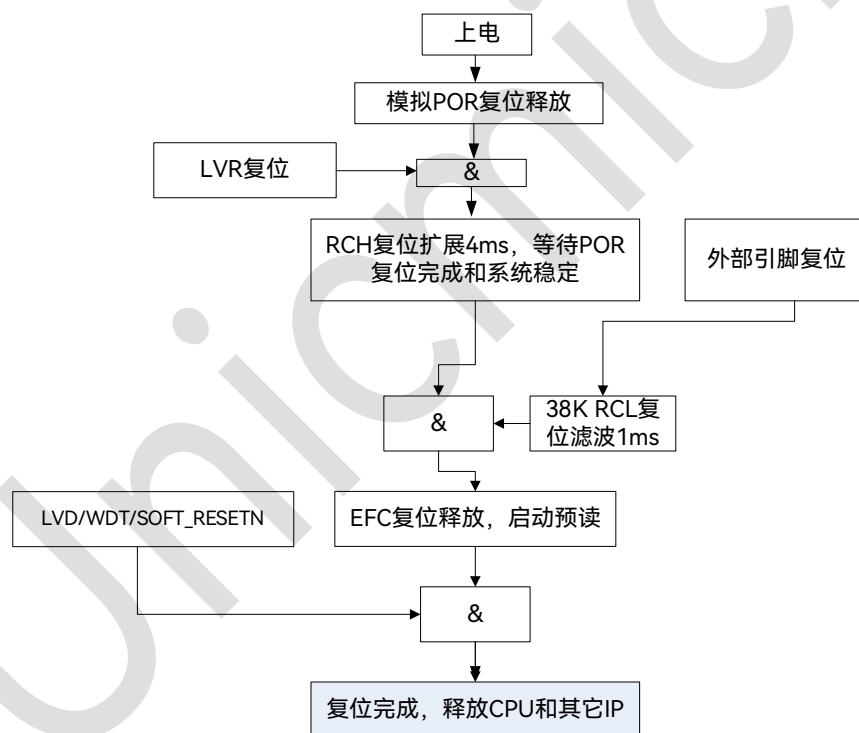 上电
模拟POR复位释放
LVR复位
&
RCH复位扩展4ms，等待POR
复位完成和系统稳定
外部引脚复位
&
38K RCL复
位滤波1ms
LVD/WDT/SOFT_RESETN
EFC复位释放，启动预读
&
复位完成，释放CPU和其它IP
Unicmic